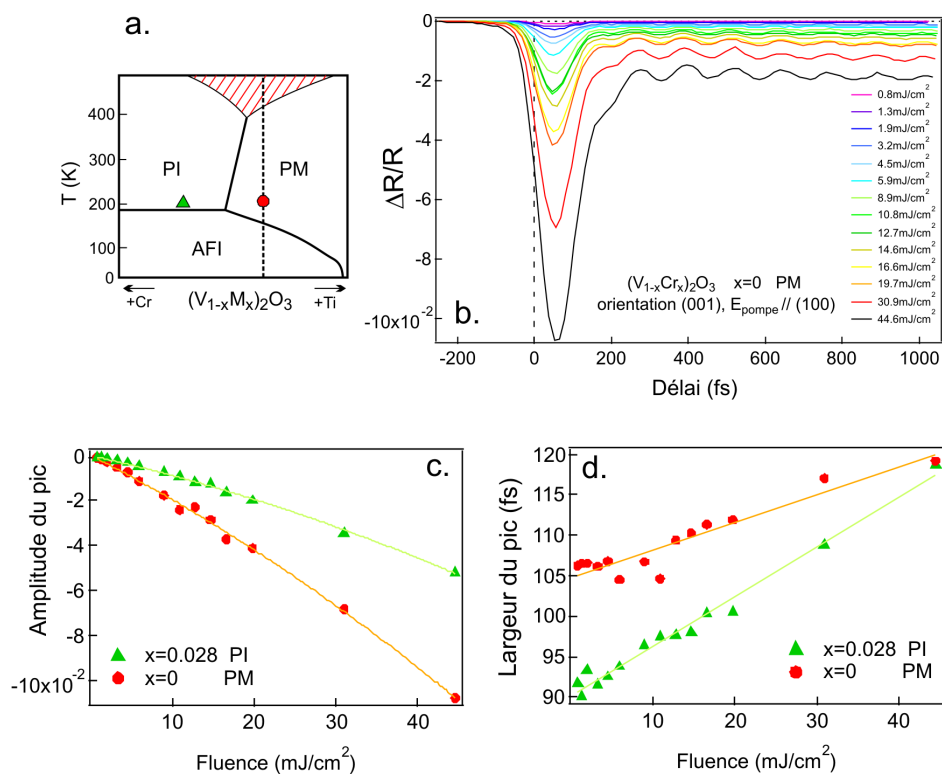 a.
T (K)
400
300
200
100
0
PI
PM
AFI
+Cr
(V1-xMx)2O3
+Ti
b.
ΔR/R
0
-2
-4
-6
-8
-10x10-2
-200
0
200
400
600
800
1000
Délai (fs)
0.8mJ/cm2
1.3mJ/cm2
1.9mJ/cm2
3.2mJ/cm2
4.5mJ/cm2
5.9mJ/cm2
8.9mJ/cm2
10.8mJ/cm2
12.7mJ/cm2
14.6mJ/cm2
16.6mJ/cm2
19.7mJ/cm2
30.9mJ/cm2
44.6mJ/cm2
(V1-xCrx)2O3 x=0 PM
orientation (001), Epompe // (100)
c.
Amplitude du pic
0
-2
-4
-6
-8
-10x10-2
x=0.028 PI
x=0 PM
10
20
30
40
Fluence (mJ/cm2)
d.
Largeur du pic (fs)
120
115
110
105
100
95
90
x=0.028 PI
x=0 PM
10
20
30
40
Fluence (mJ/cm2)